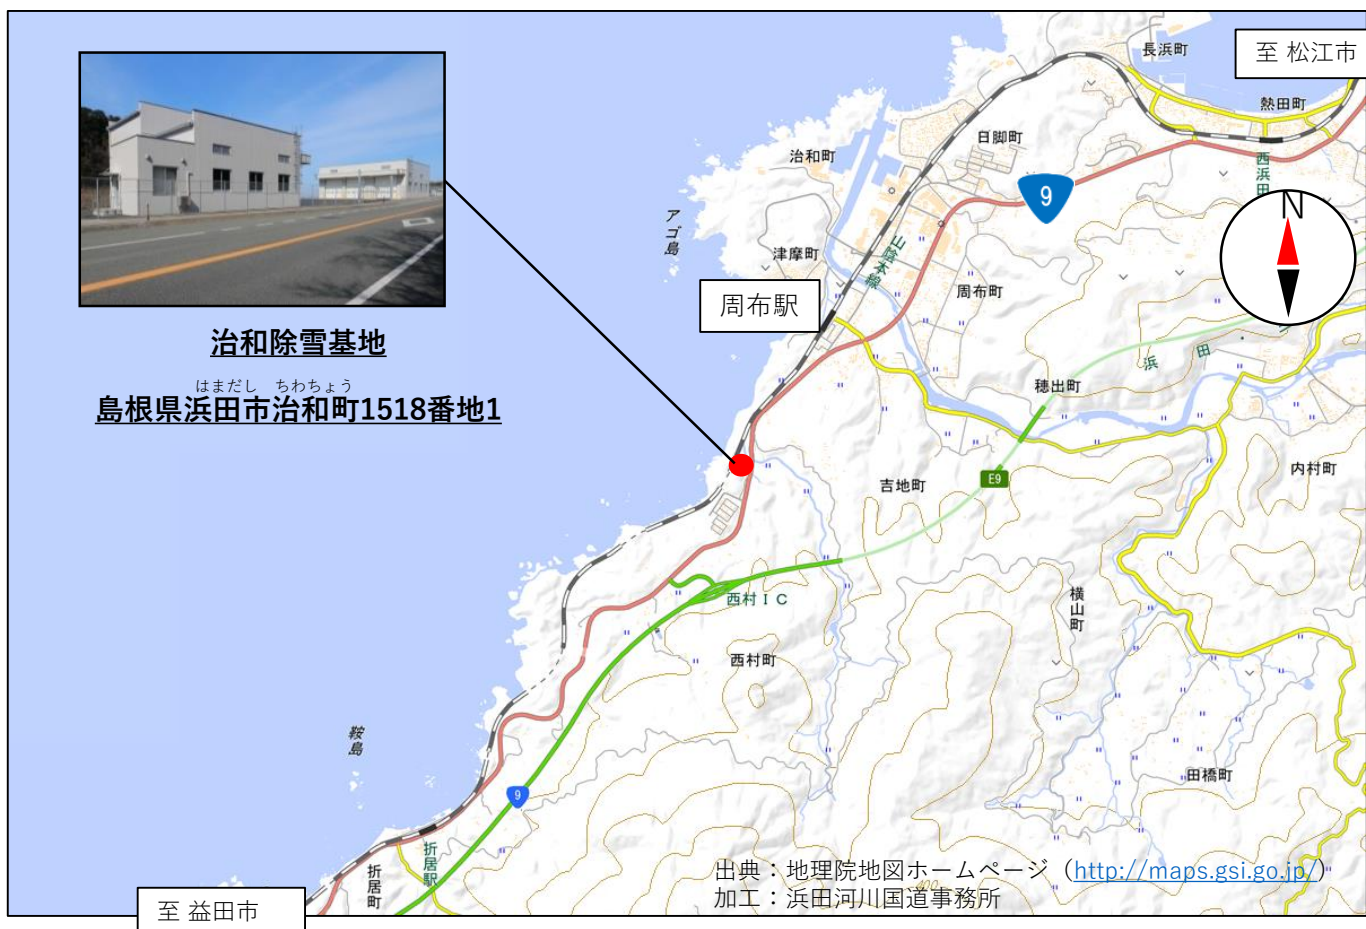 長浜町
至 松江市
熱田町
日脚町
治和町
西浜田
9
N
アゴ島
津摩町
山陰本線
周布町
周布駅
治和除雪基地
はまだし ちわちょう
島根県浜田市治和町1518番地1
浜田・
穂出町
内村町
吉地町
E9
西村IC
横山町
西村町
鞍島
田橋町
9
折居駅
折居町
出典：地理院地図ホームページ（http://maps.gsi.go.jp/）
400
加工：浜田河川国道事務所
至 益田市